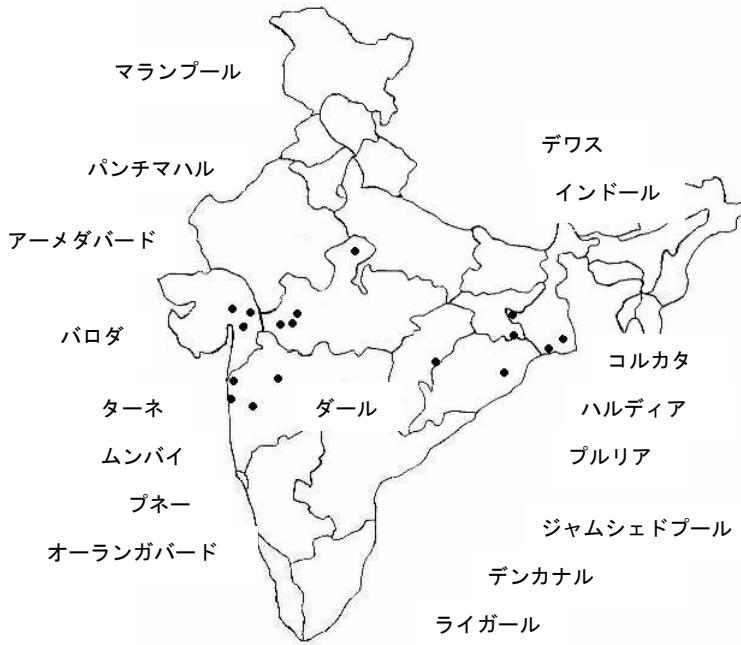 マランプール
デワス
パンチマハル
インドール
アーメダバード
バロダ
コルカタ
ターネ
ダール
ハルディア
ムンバイ
プルリア
プネー
ジャムシェドプール
オーランガバード
デンカナル
ライガール